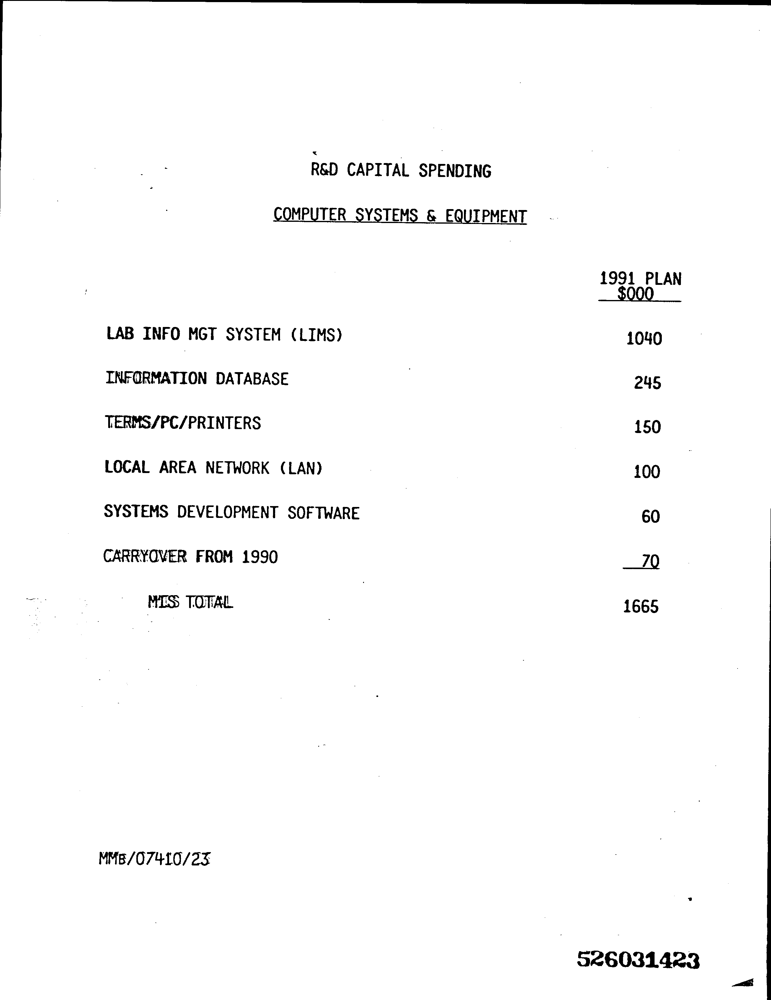 R&D CAPITAL SPENDING
COMPUTER SYSTEMS & EQUIPMENT
1991 PLAN
$000
LAB INFO MGT SYSTEM (LIMS) 1040
INFORMATION DATABASE 245
TERMS/PC/PRINTERS 150
LOCAL AREA NETWORK (LAN) 100
SYSTEMS DEVELOPMENT SOFTWARE 60
CARRYOVER FROM 1990 70
MIS TOTAL 1665
MMB/07410/23
526031423